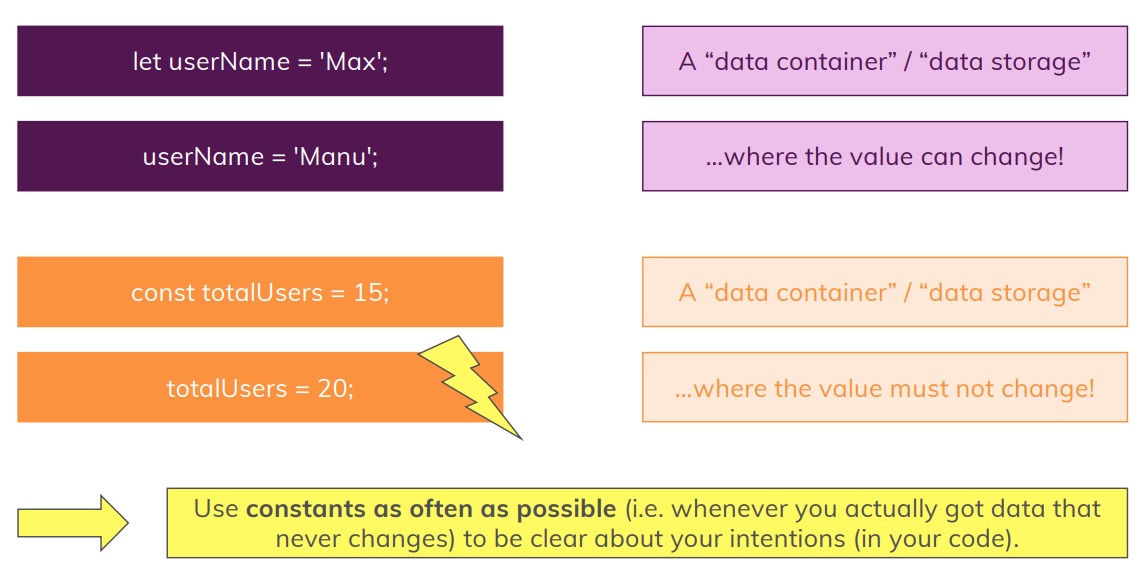 let userName = 'Max';
A “data container” / “data storage”
userName = 'Manu';
…where the value can change!
const totalUsers = 15;
A “data container” / “data storage”
totalUsers = 20;
…where the value must not change!
Use constants as often as possible (i.e. whenever you actually got data that
never changes) to be clear about your intentions (in your code).